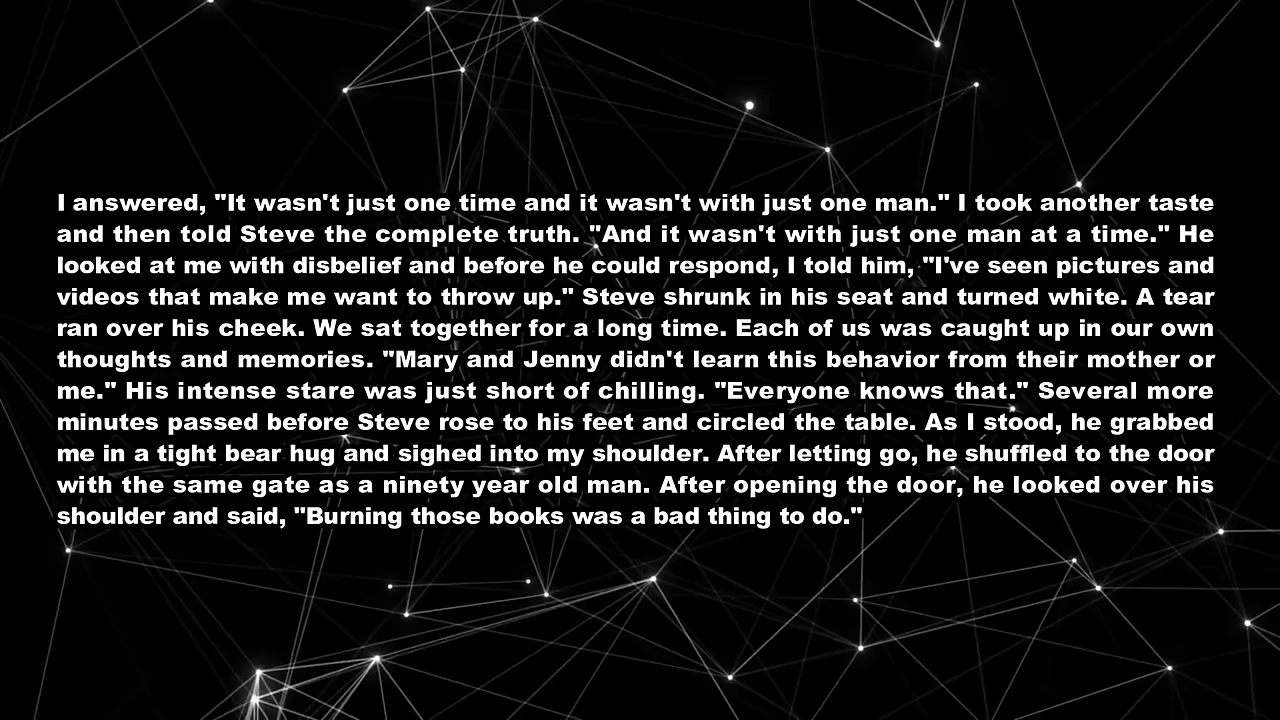 I answered, "It wasn't just one time and it wasn't with just one man." I took another taste
and then told Steve the complete truth. "And it wasn't with just one man at a time." He
looked at me with disbelief and before he could respond, I told him, "I've seen pictures and
videos that make me want to throw up." Steve shrunk in his seat and turned white. A tear
ran over his cheek. We sat together for a long time. Each of us was caught up in our own
thoughts and memories. "Mary and Jenny didn't learn this behavior from their mother or
me." His intense stare was just short of chilling. "Everyone knows that." Several more
minutes passed before Steve rose to his feet and circled the table. As I stood, he grabbed
me in a tight bear hug and sighed into my shoulder. After letting go, he shuffled to the door
with the same gate as a ninety year old man. After opening the door, he looked over his
shoulder and said, "Burning those books was a bad thing to do."